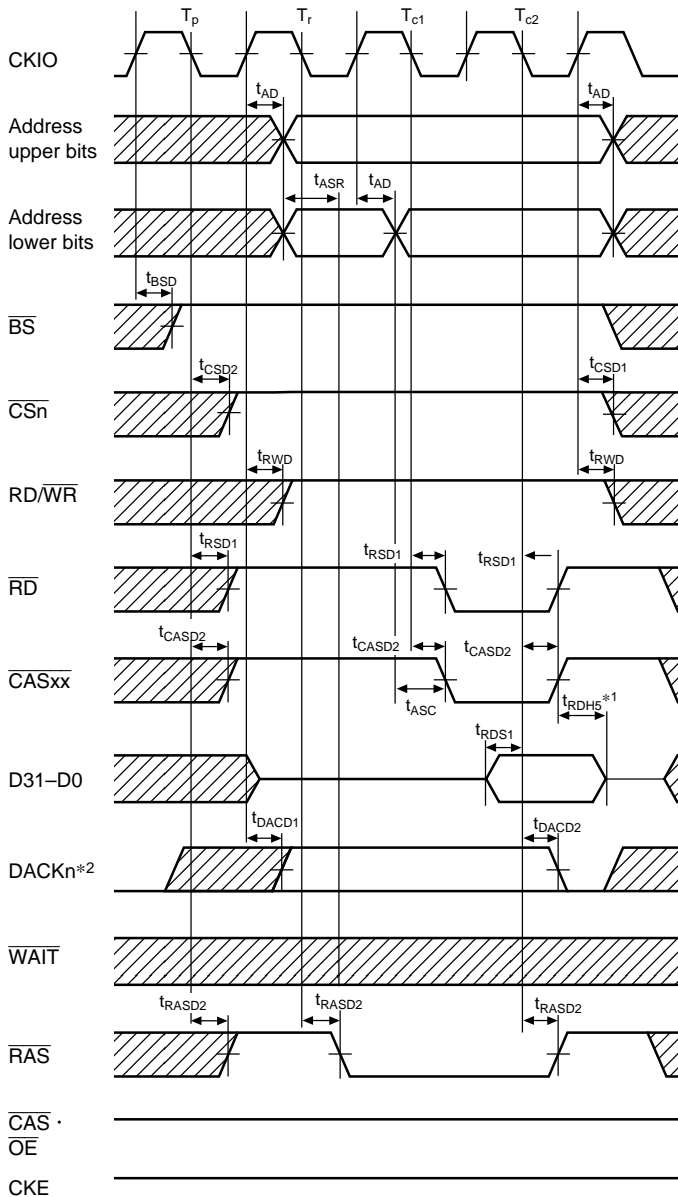 Tp Tr Tc1 Tc2
CKIO
tAD tAD
Address
upper bits
tASR tAD
Address
lower bits
tBSD
BS
tCSD2 tCSD1
CSn
tRWD tRWD
RD/WR
tRSD1 tRSD1 tRSD1
RD
tCASD2 tCASD2 tCASD2
CASxx
tASC tRDH5*1
tRDS1
D31–D0
tDACD1 tDACD2
DACKn*2
WAIT
tRASD2 tRASD2 tRASD2
RAS
CAS ·
OE
CKE